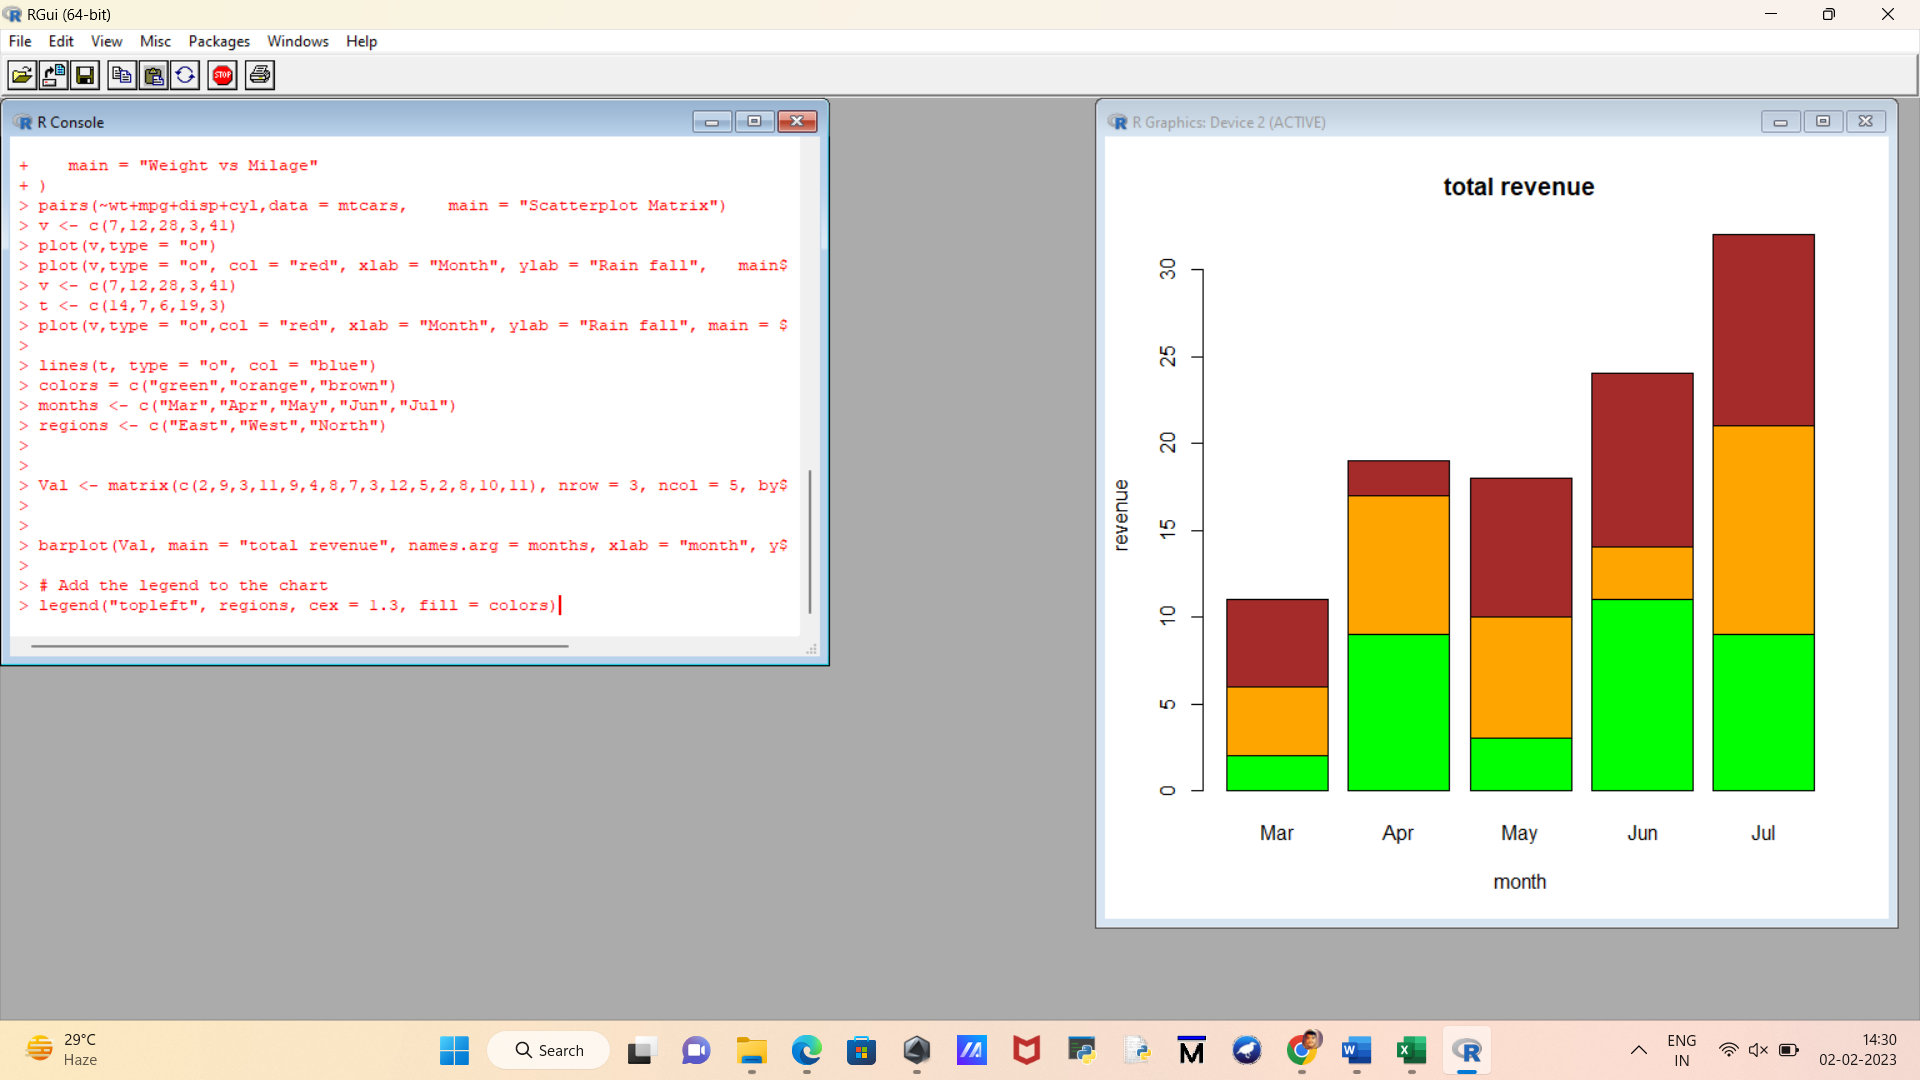 RGui (64-bit)
File Edit View Misc Packages Windows Help
STOP
R Console
+    main = "Weight vs Milage"
+ )
> pairs(~wt+mpg+disp+cyl,data = mtcars,    main = "Scatterplot Matrix")
> v <- c(7,12,28,3,41)
> plot(v,type = "o")
> plot(v,type = "o", col = "red", xlab = "Month", ylab = "Rain fall",   main$
> v <- c(7,12,28,3,41)
> t <- c(14,7,6,19,3)
> plot(v,type = "o",col = "red", xlab = "Month", ylab = "Rain fall", main = $
>
> lines(t, type = "o", col = "blue")
> colors = c("green","orange","brown")
> months <- c("Mar","Apr","May","Jun","Jul")
> regions <- c("East","West","North")
>
>
> Val <- matrix(c(2,9,3,11,9,4,8,7,3,12,5,2,8,10,11), nrow = 3, ncol = 5, by$
>
>
> barplot(Val, main = "total revenue", names.arg = months, xlab = "month", y$
>
> # Add the legend to the chart
> legend("topleft", regions, cex = 1.3, fill = colors)
R Graphics: Device 2 (ACTIVE)
total revenue
revenue
30
25
20
15
10
5
0
Mar Apr May Jun Jul
month
29°C
Haze
Search
ENG
IN
14:30
02-02-2023